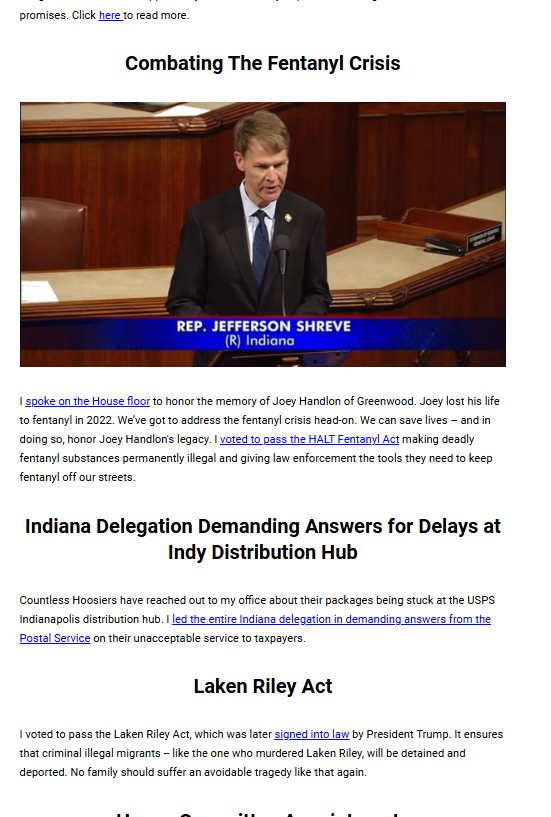 promises. Click here to read more.
Combating The Fentanyl Crisis
REP. JEFFERSON SHREVE
(R) Indiana
I spoke on the House floor to honor the memory of Joey Handlon of Greenwood. Joey lost his life
to fentanyl in 2022. We've got to address the fentanyl crisis head-on. We can save lives – and in
doing so, honor Joey Handlon's legacy. I voted to pass the HALT Fentanyl Act making deadly
fentanyl substances permanently illegal and giving law enforcement the tools they need to keep
fentanyl off our streets.
Indiana Delegation Demanding Answers for Delays at
Indy Distribution Hub
Countless Hoosiers have reached out to my office about their packages being stuck at the USPS
Indianapolis distribution hub. I led the entire Indiana delegation in demanding answers from the
Postal Service on their unacceptable service to taxpayers.
Laken Riley Act
I voted to pass the Laken Riley Act, which was later signed into law by President Trump. It ensures
that criminal illegal migrants -- like the one who murdered Laken Riley, will be detained and
deported. No family should suffer an avoidable tragedy like that again.